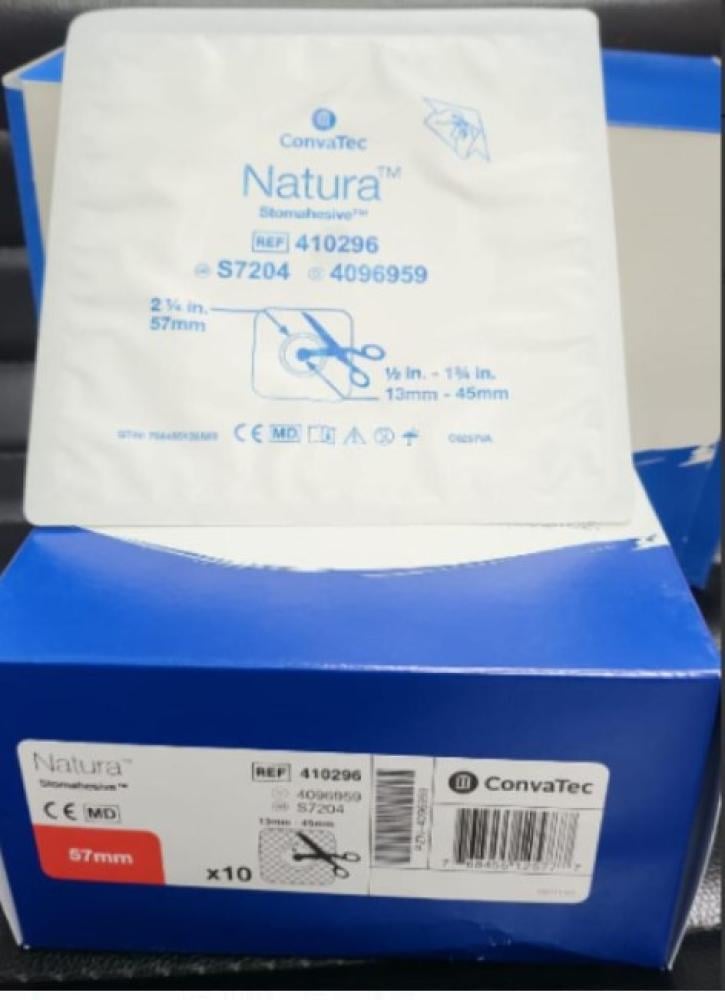 ConvaTec
Natura™
Stomahesive™
REF 410296
S7204 4096959
2 ¼ in.
57mm
½ in. - 1¾ in.
13mm - 45mm
CE MD
Natura™
Stomahesive™
REF 410296
4096959
S7204
CE MD
13mm - 45mm
57mm
x10
ConvaTec